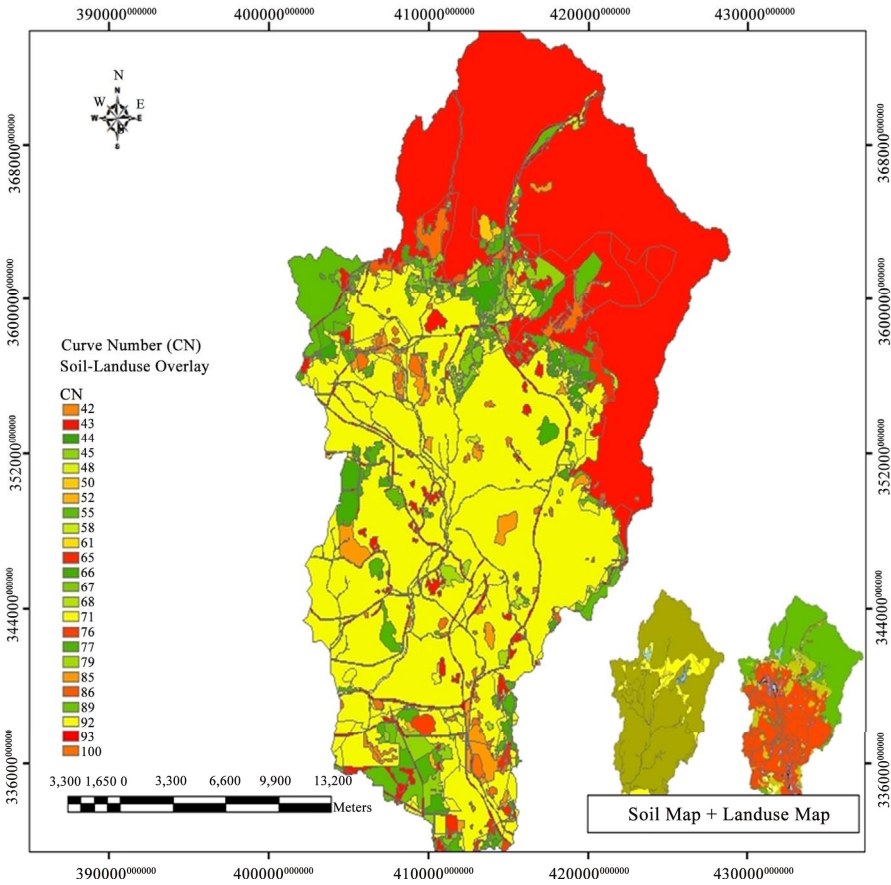 390000000000 400000000000 410000000000 420000000000 430000000000
N
W E
N
W E
S
368000000000 368000000000
360000000000 360000000000
Curve Number (CN)
Soil-Landuse Overlay
CN
42
43
44
45
48
50
52
55
58
61
65
66
67
68
71
76
77
79
85
86
89
92
93
100
352000000000 352000000000
344000000000 344000000000
336000000000 336000000000
3,300 1,650 0 3,300 6,600 9,900 13,200
Meters
Soil Map + Landuse Map
390000000000 400000000000 410000000000 420000000000 430000000000